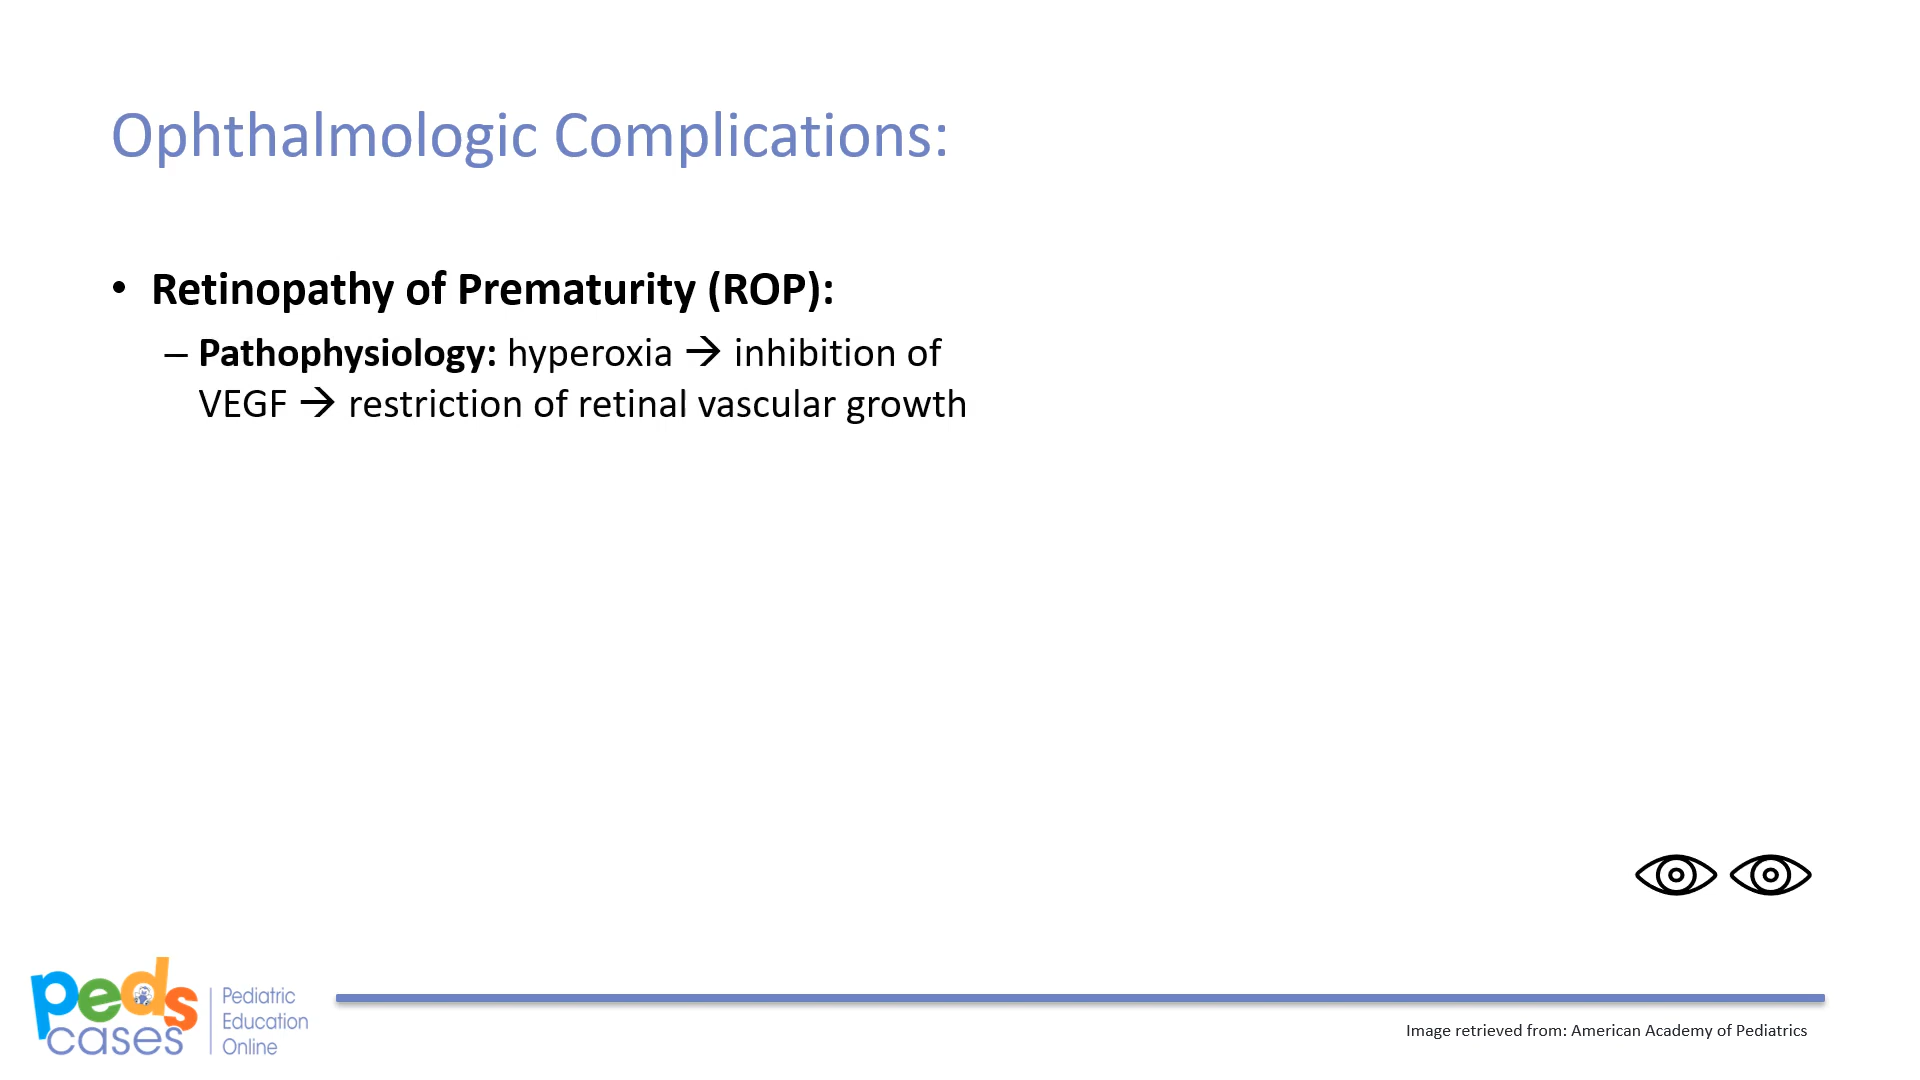 Ophthalmologic Complications:
• Retinopathy of Prematurity (ROP):
– Pathophysiology: hyperoxia → inhibition of
VEGF → restriction of retinal vascular growth
peds
cases
Pediatric
Education
Online
Image retrieved from: American Academy of Pediatrics